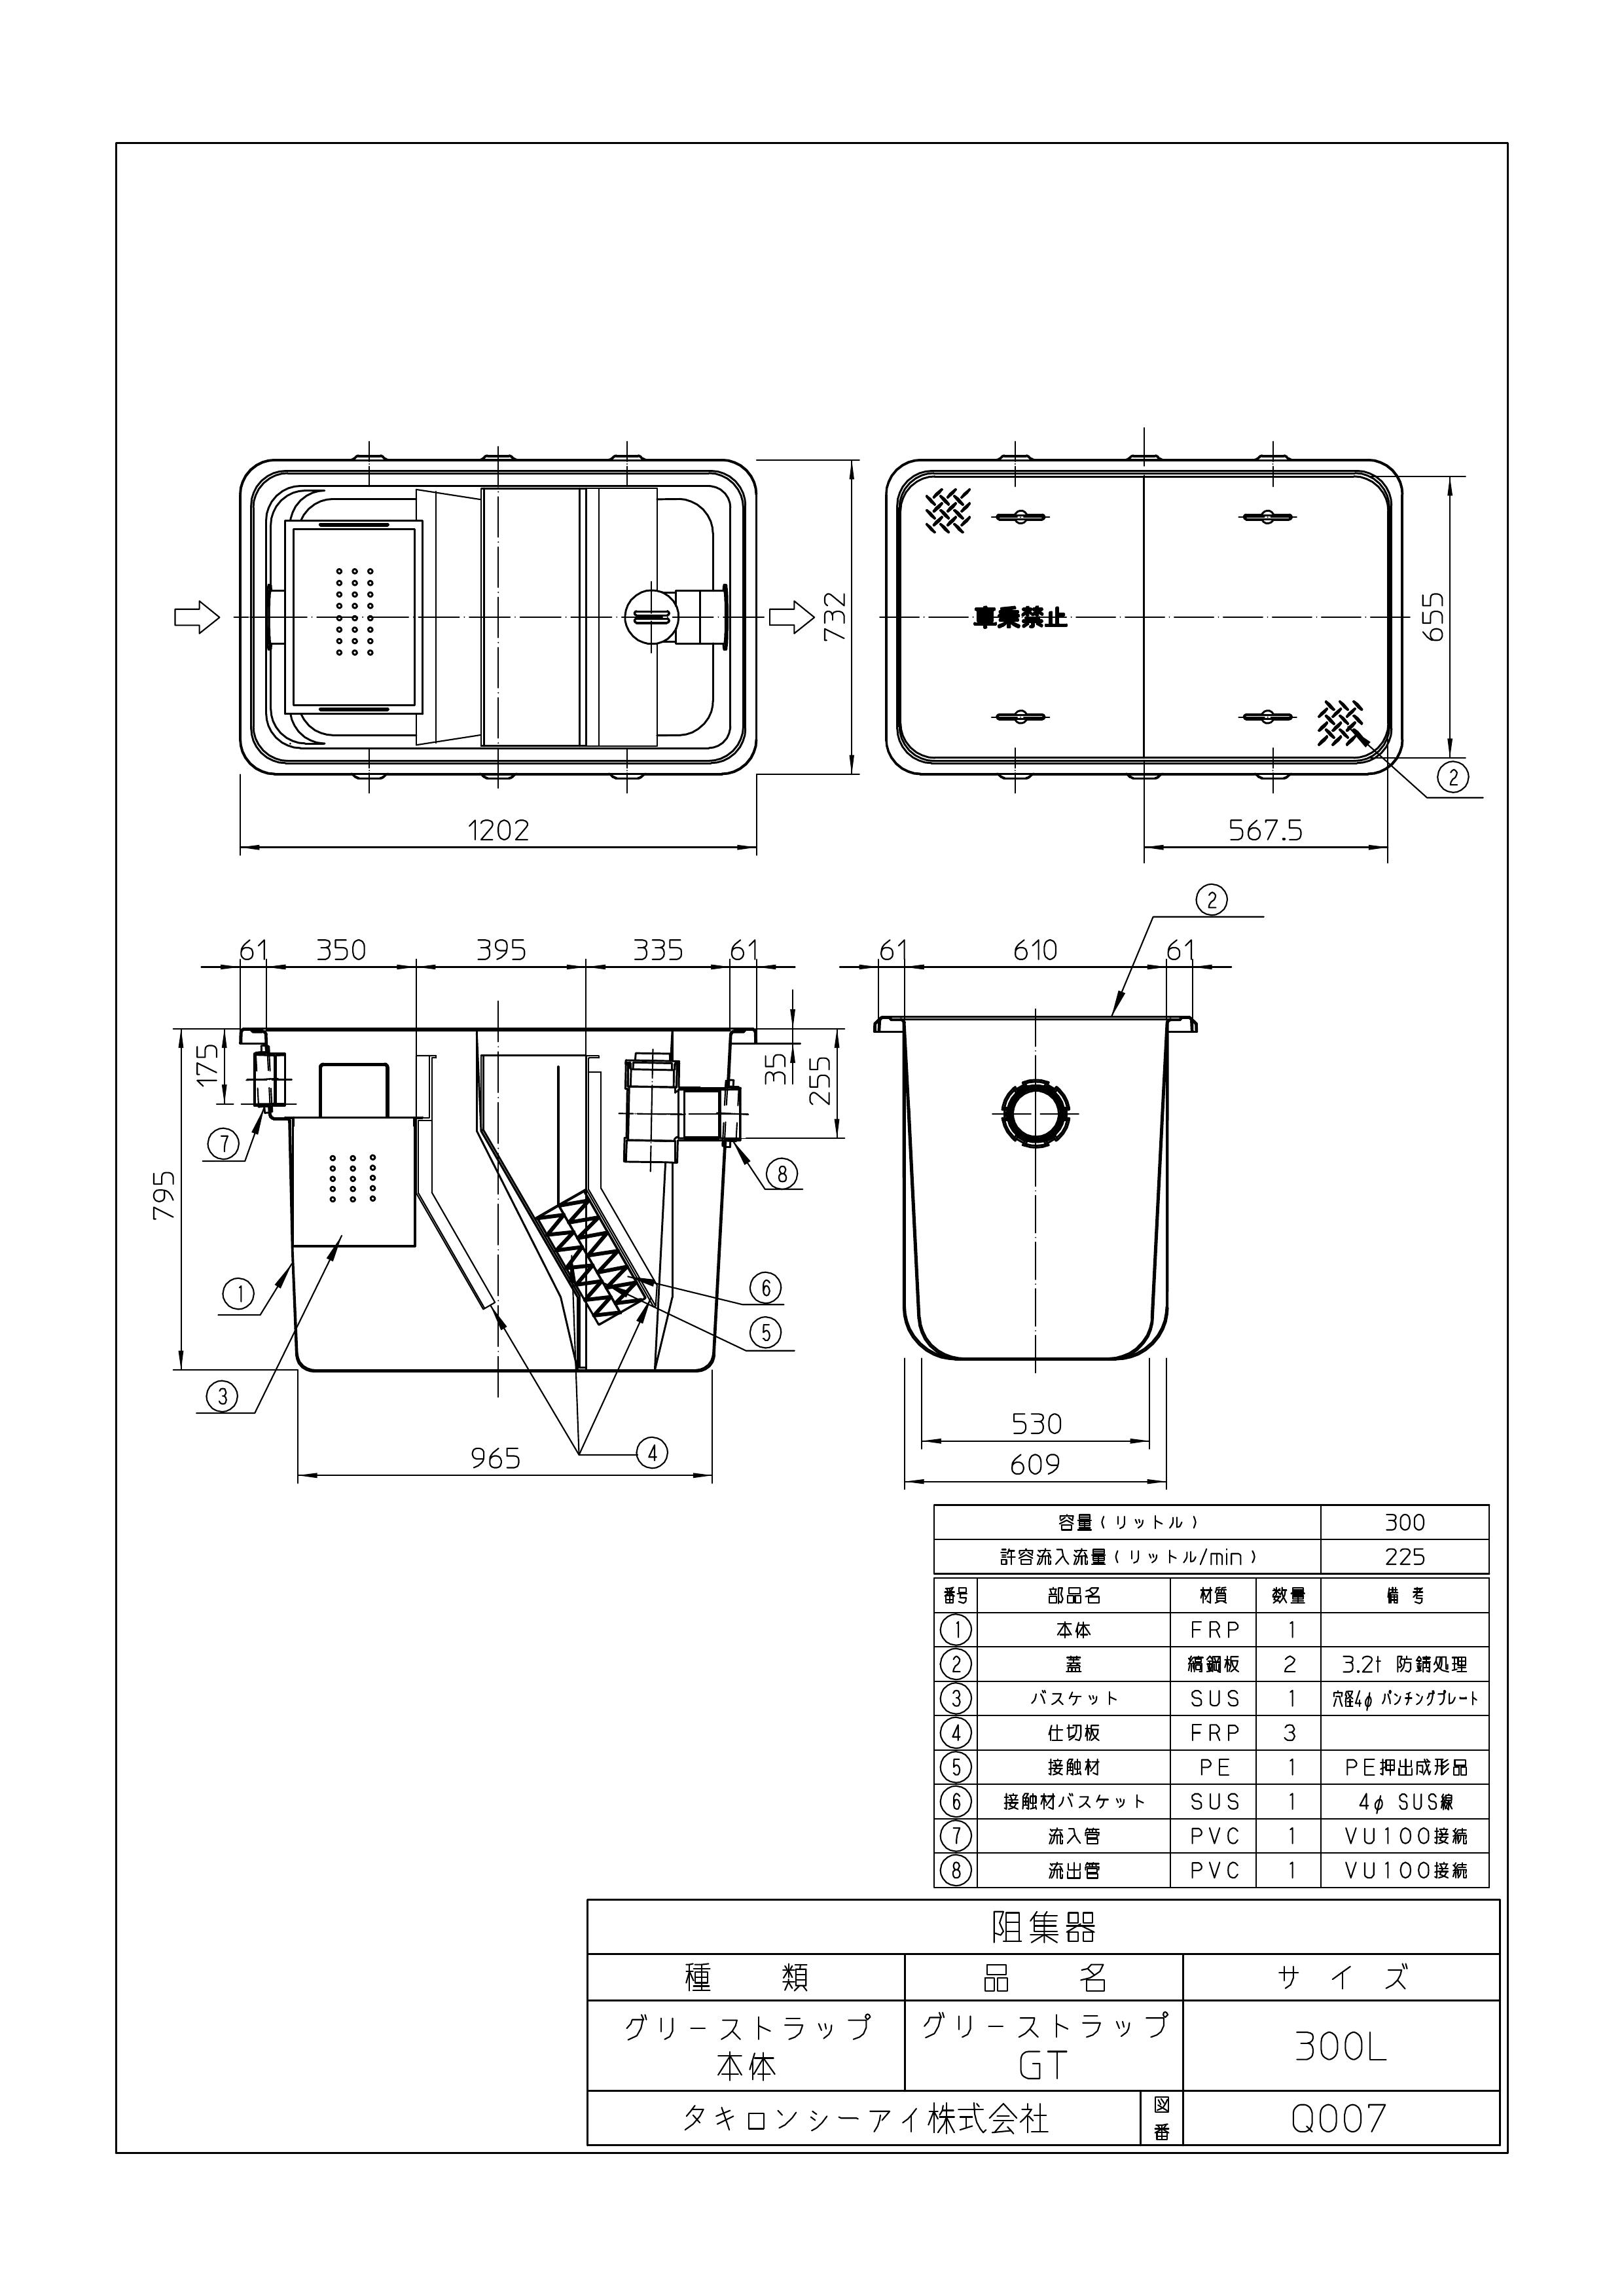 732
車乗禁止
655
②
1202
567.5
②
61 350 395 335 61
61 610 61
175
35
255
795
⑦
⑧
①
⑥
⑤
③
④
965
530
609
容量(リットル) 300
許容流入流量(リットル/min) 225
番号 部品名 材質 数量 備考
① 本体 FRP 1
② 蓋 縞鋼板 2 3.2t 防錆処理
③ バスケット SUS 1 穴径4φ パンチングプレート
④ 仕切板 FRP 3
⑤ 接触材 PE 1 PE押出成形品
⑥ 接触材バスケット SUS 1 4φ SUS線
⑦ 流入管 PVC 1 VU100接続
⑧ 流出管 PVC 1 VU100接続
阻集器
種類 品名 サイズ
グリーストラップ グリーストラップ
本体 GT 300L
タキロンシーアイ株式会社 図番 Q007